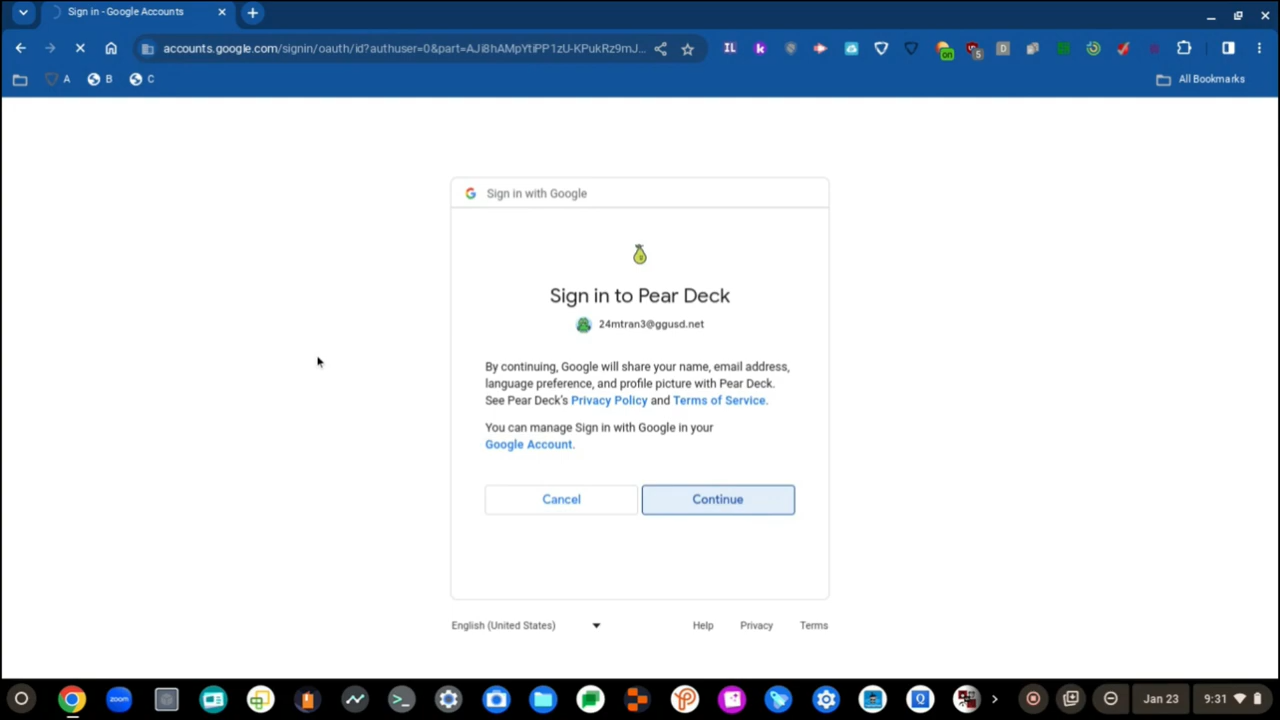 Sign in - Google Accounts
accounts.google.com/signin/oauth/id?authuser=0&part=AJi8hAMpYtiPP1zU-KPukRz9mJ...
IL
k
on
5
D
A
B
C
All Bookmarks
Sign in with Google
Sign in to Pear Deck
24mtran3@ggusd.net
By continuing, Google will share your name, email address,
language preference, and profile picture with Pear Deck.
See Pear Deck's Privacy Policy and Terms of Service.
You can manage Sign in with Google in your
Google Account.
Cancel
Continue
English (United States)
Help
Privacy
Terms
zoom
Q
Jan 23
9:31